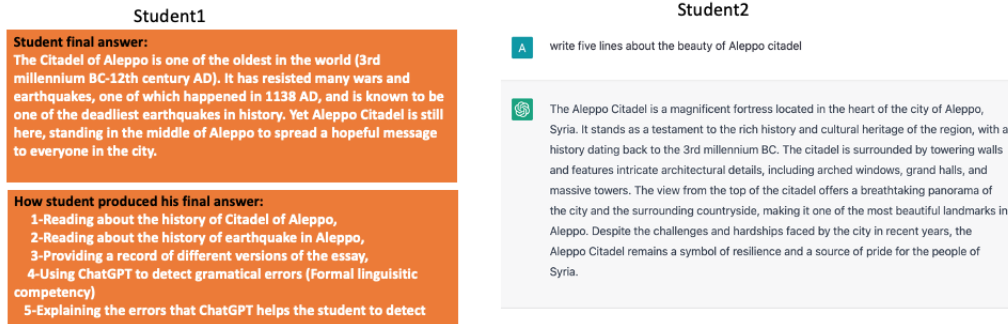 Student1
Student final answer:
The Citadel of Aleppo is one of the oldest in the world (3rd
millennium BC-12th century AD). It has resisted many wars and
earthquakes, one of which happened in 1138 AD, and is known to be
one of the deadliest earthquakes in history. Yet Aleppo Citadel is still
here, standing in the middle of Aleppo to spread a hopeful message
to everyone in the city.
How student produced his final answer:
1-Reading about the history of Citadel of Aleppo,
2-Reading about the history of earthquake in Aleppo,
3-Providing a record of different versions of the essay,
4-Using ChatGPT to detect gramatical errors (Formal linguisitic
competency)
5-Explaining the errors that ChatGPT helps the student to detect
Student2
A
write five lines about the beauty of Aleppo citadel
The Aleppo Citadel is a magnificent fortress located in the heart of the city of Aleppo,
Syria. It stands as a testament to the rich history and cultural heritage of the region, with a
history dating back to the 3rd millennium BC. The citadel is surrounded by towering walls
and features intricate architectural details, including arched windows, grand halls, and
massive towers. The view from the top of the citadel offers a breathtaking panorama of
the city and the surrounding countryside, making it one of the most beautiful landmarks in
Aleppo. Despite the challenges and hardships faced by the city in recent years, the
Aleppo Citadel remains a symbol of resilience and a source of pride for the people of
Syria.